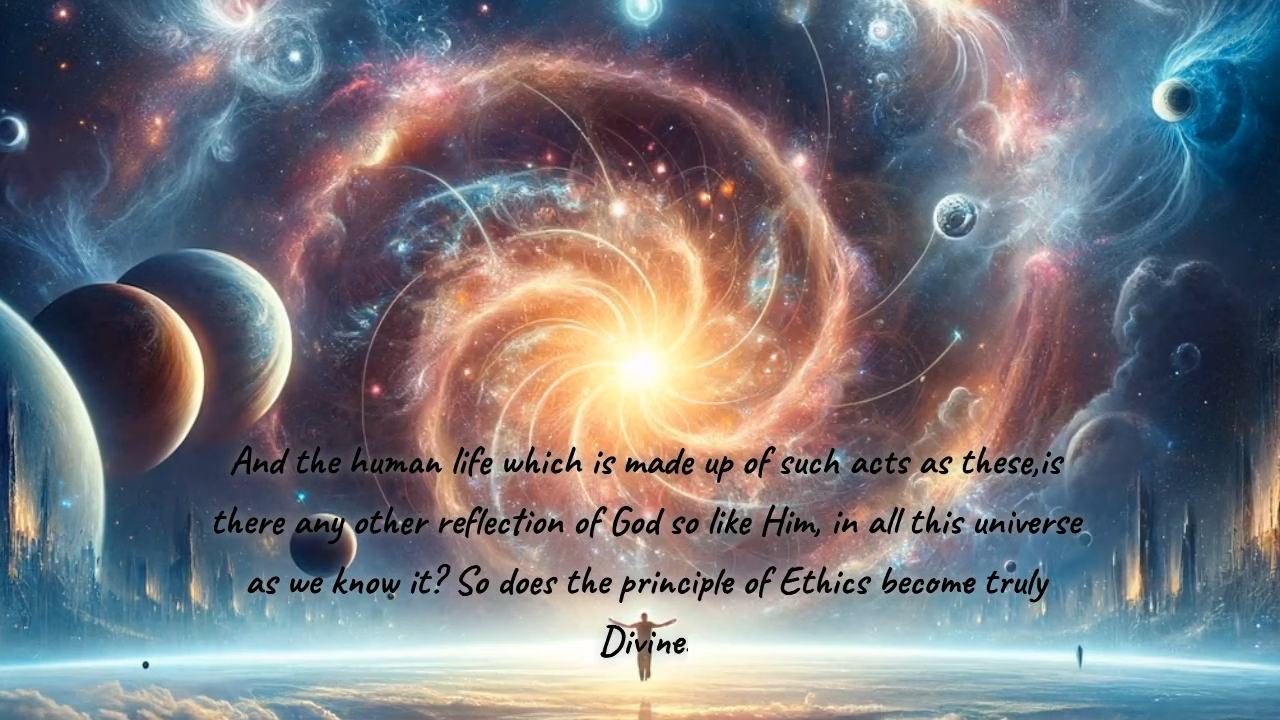 And the human life which is made up of such acts as these,is
there any other reflection of God so like Him, in all this universe
as we know it? So does the principle of Ethics become truly
Divine.